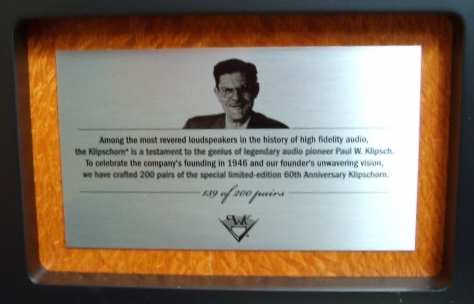 Among the most revered loudspeakers in the history of high fidelity audio,
the Klipschorn® is a testament to the genius of legendary audio pioneer Paul W. Klipsch.
To celebrate the company's founding in 1946 and our founder's unwavering vision,
we have crafted 200 pairs of the special limited-edition 60th Anniversary Klipschorn.
139 of 200 pairs